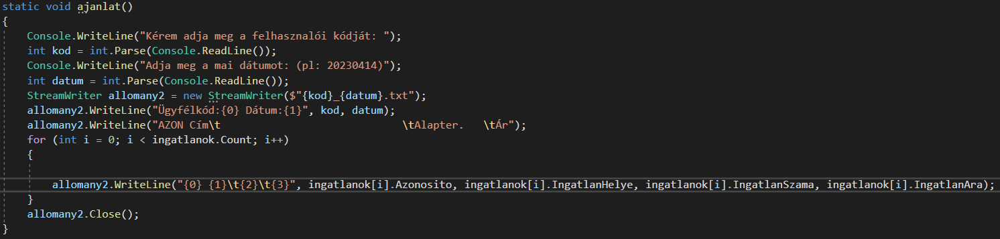 static void ajanlat()
{
Console.WriteLine("Kérem adja meg a felhasznalói kódját: ");
int kod = int.Parse(Console.ReadLine());
Console.WriteLine("Adja meg a mai dátumot: (pl: 20230414)");
int datum = int.Parse(Console.ReadLine());
StreamWriter allomany2 = new StreamWriter($"{kod}_{datum}.txt");
allomany2.WriteLine("Ügyfélkód:{0} Dátum:{1}", kod, datum);
allomany2.WriteLine("AZON Cím\t                             \tAlapter.   \tÁr");
for (int i = 0; i < ingatlanok.Count; i++)
{
allomany2.WriteLine("{0} {1}\t{2}\t{3}", ingatlanok[i].Azonosito, ingatlanok[i].IngatlanHelye, ingatlanok[i].IngatlanSzama, ingatlanok[i].IngatlanAra);
}
allomany2.Close();
}